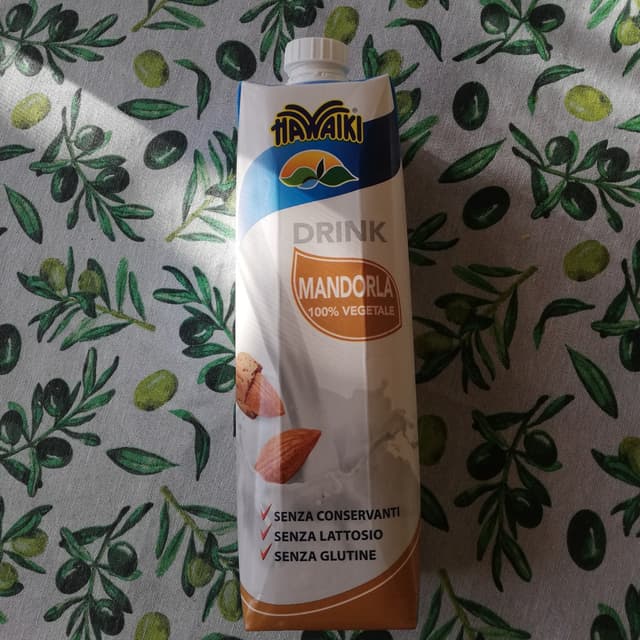 HAWAIKI
DRINK
MANDORLA
100% VEGETALE
SENZA CONSERVANTI
SENZA LATTOSIO
SENZA GLUTINE